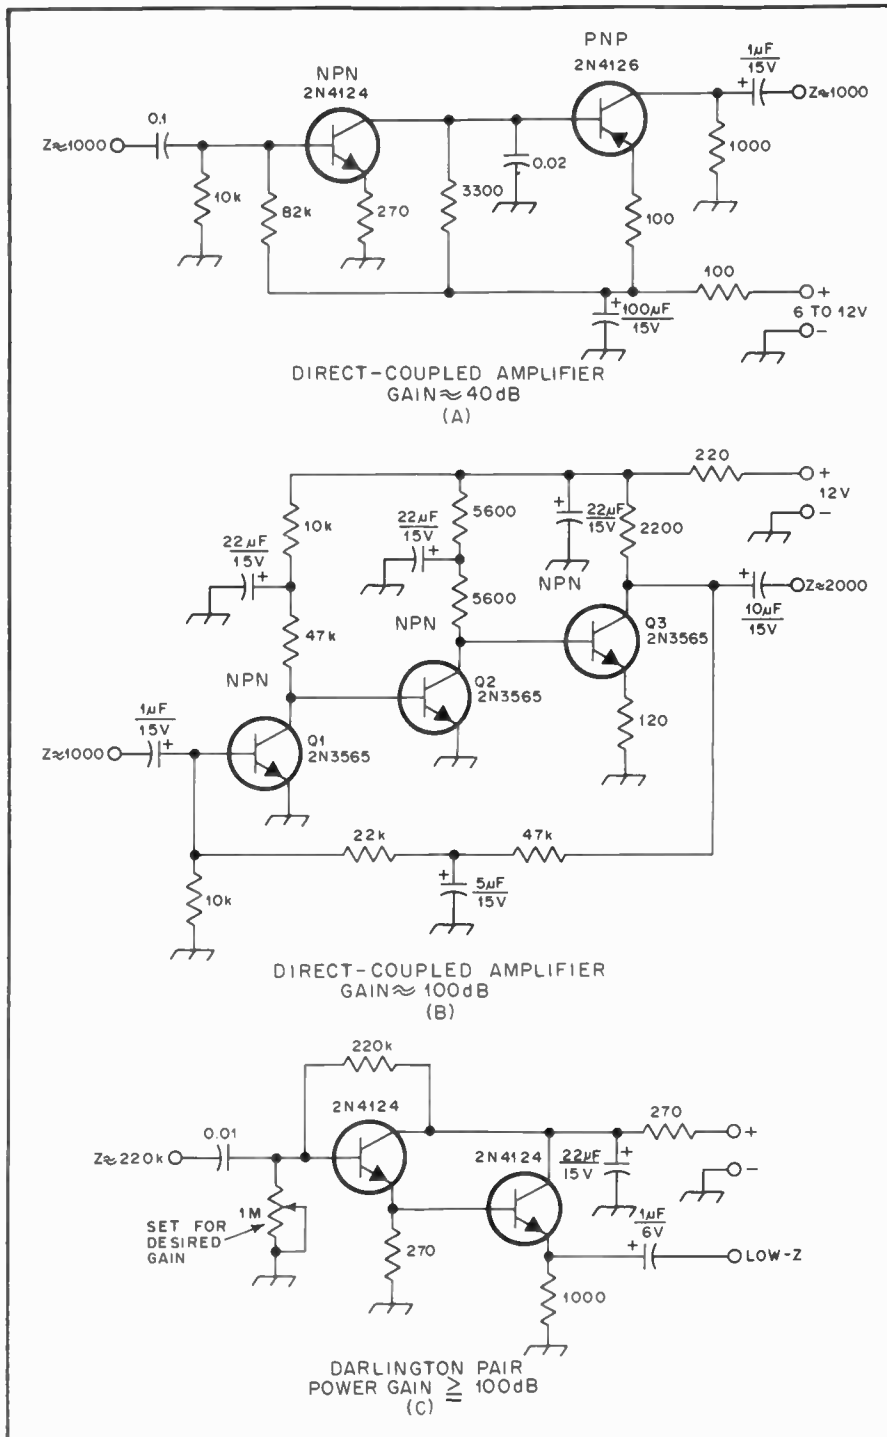 PNP
2N4126
NPN
2N4124
1µF
15V
+
Z≈1000
0.1
Z≈1000
10k
82k
270
3300
0.02
100
1000
100
+
6 TO 12V
-
+
100µF
15V
DIRECT-COUPLED AMPLIFIER
GAIN≈40dB
(A)
220
+
12V
-
10k
5600
22µF
15V
+
22µF
15V
+
22µF
15V
+
2200
NPN
5600
+
Z≈2000
10µF
15V
47k
NPN
Q3
2N3565
NPN
Q2
2N3565
120
1µF
15V
+
Z≈1000
Q1
2N3565
22k
47k
10k
+
5µF
15V
DIRECT-COUPLED AMPLIFIER
GAIN≈100dB
(B)
220k
2N4124
270
+
0.01
Z≈220k
2N4124
22µF
15V
+
-
1M
SET FOR
DESIRED
GAIN
270
1µF
6V
+
LOW-Z
1000
DARLINGTON PAIR
POWER GAIN ≧ 100dB
(C)